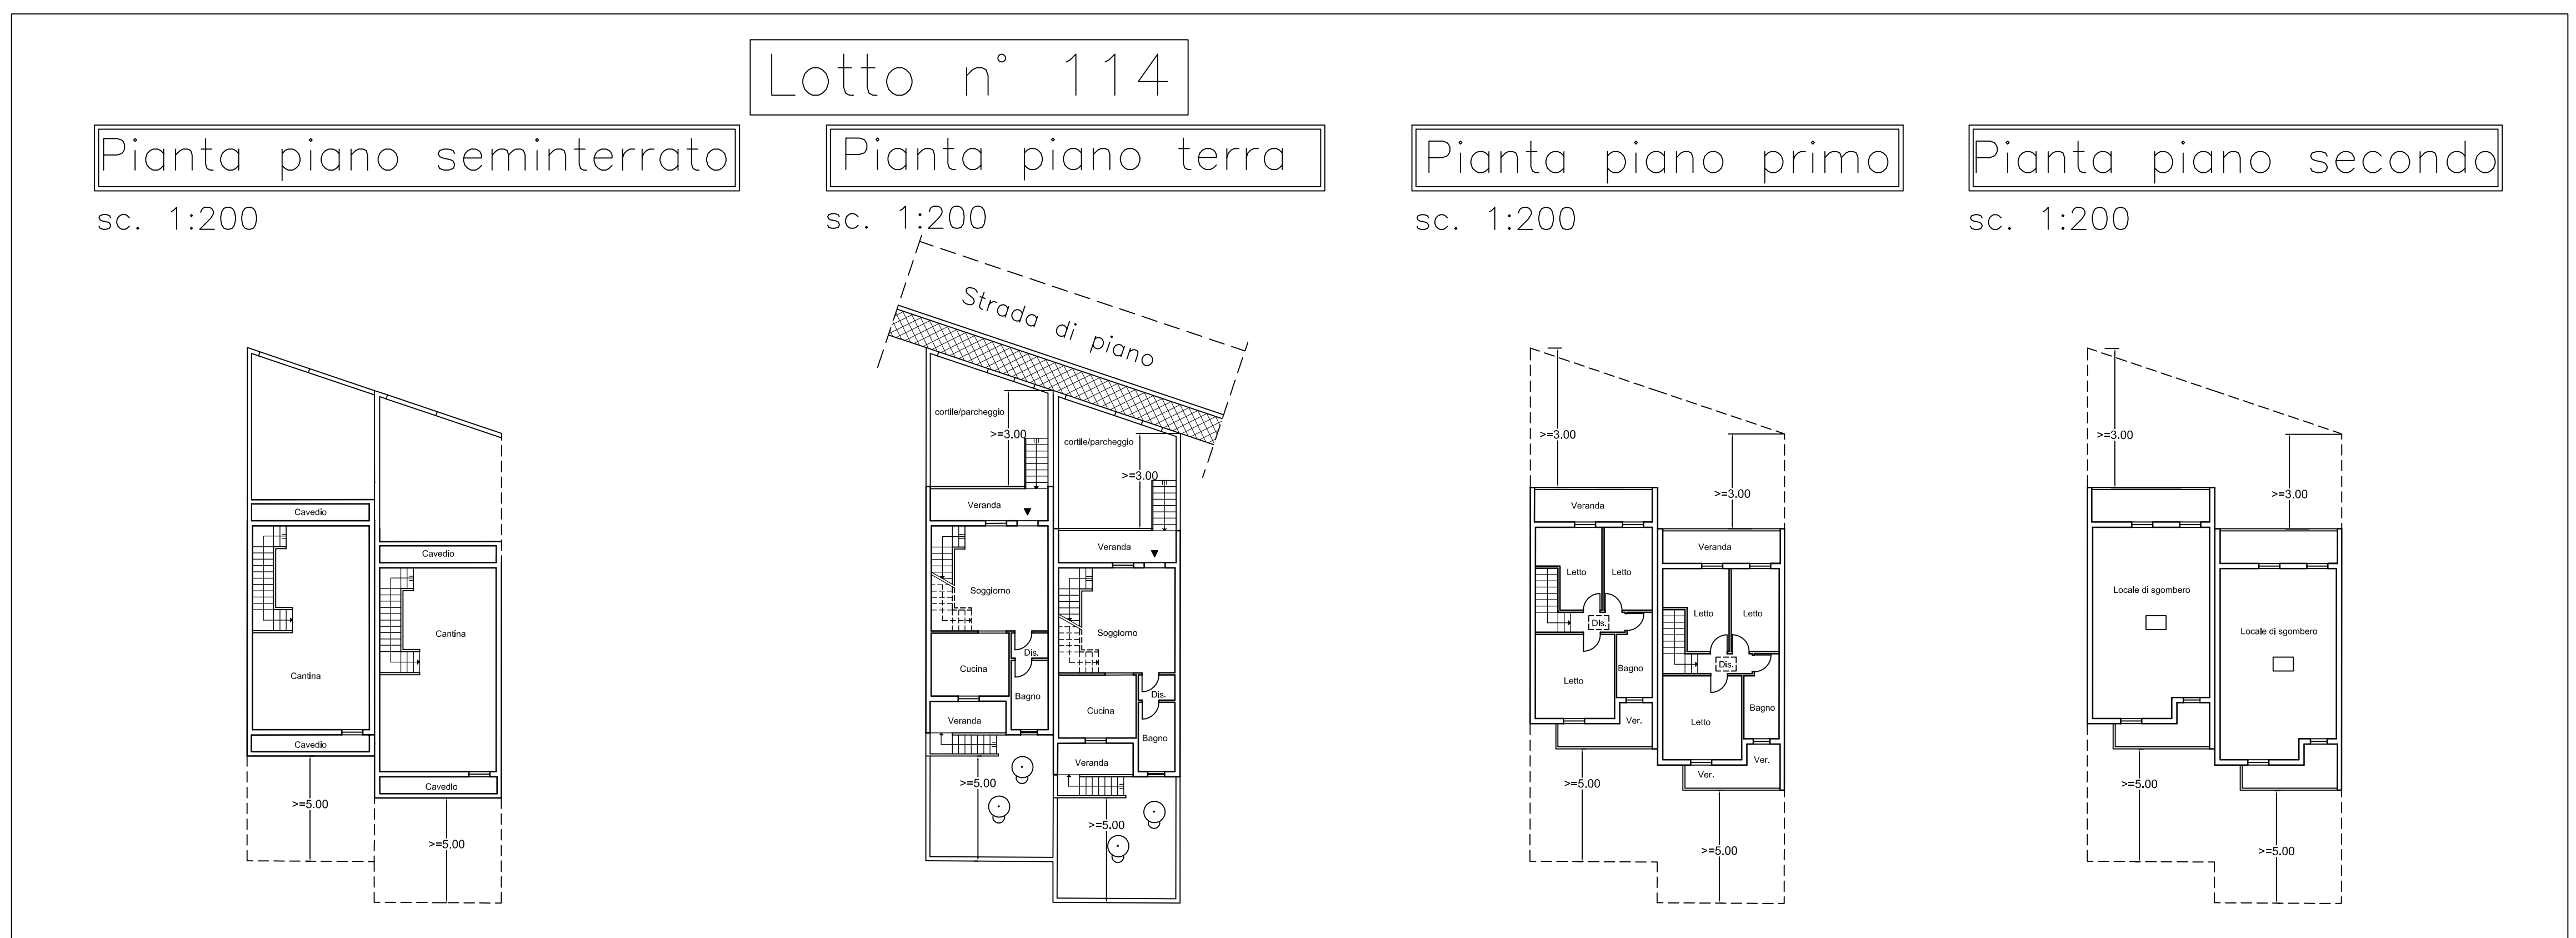 Lotto n° 114
Pianta piano seminterrato
sc. 1:200
Cavedio
Cavedio
Cantina
Cantina
Cavedio
Cavedio
>=5.00
>=5.00
Pianta piano terra
sc. 1:200
Strada di piano
cortile/parcheggio
>=3.00
cortile/parcheggio
>=3.00
Veranda
Veranda
Soggiorno
Soggiorno
Dis.
Cucina
Bagno
Dis.
Cucina
Veranda
Bagno
Veranda
>=5.00
>=5.00
Pianta piano primo
sc. 1:200
>=3.00
>=3.00
Veranda
Veranda
Letto
Letto
Letto
Letto
Dis.
Dis.
Bagno
Letto
Bagno
Ver.
Letto
Ver.
Ver.
>=5.00
>=5.00
Pianta piano secondo
sc. 1:200
>=3.00
>=3.00
Locale di sgombero
Locale di sgombero
>=5.00
>=5.00